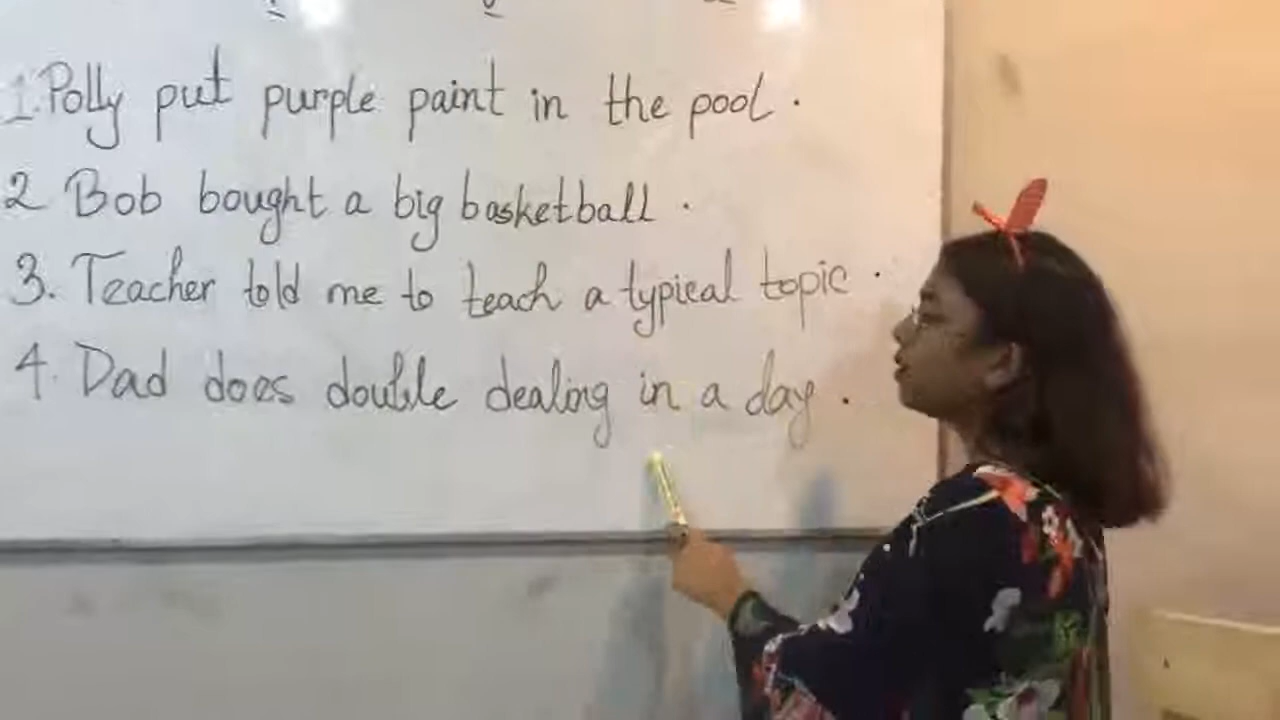 1. Polly put purple paint in the pool.
2 Bob bought a big basketball.
3. Teacher told me to teach a typical topic.
4. Dad does double dealing in a day.